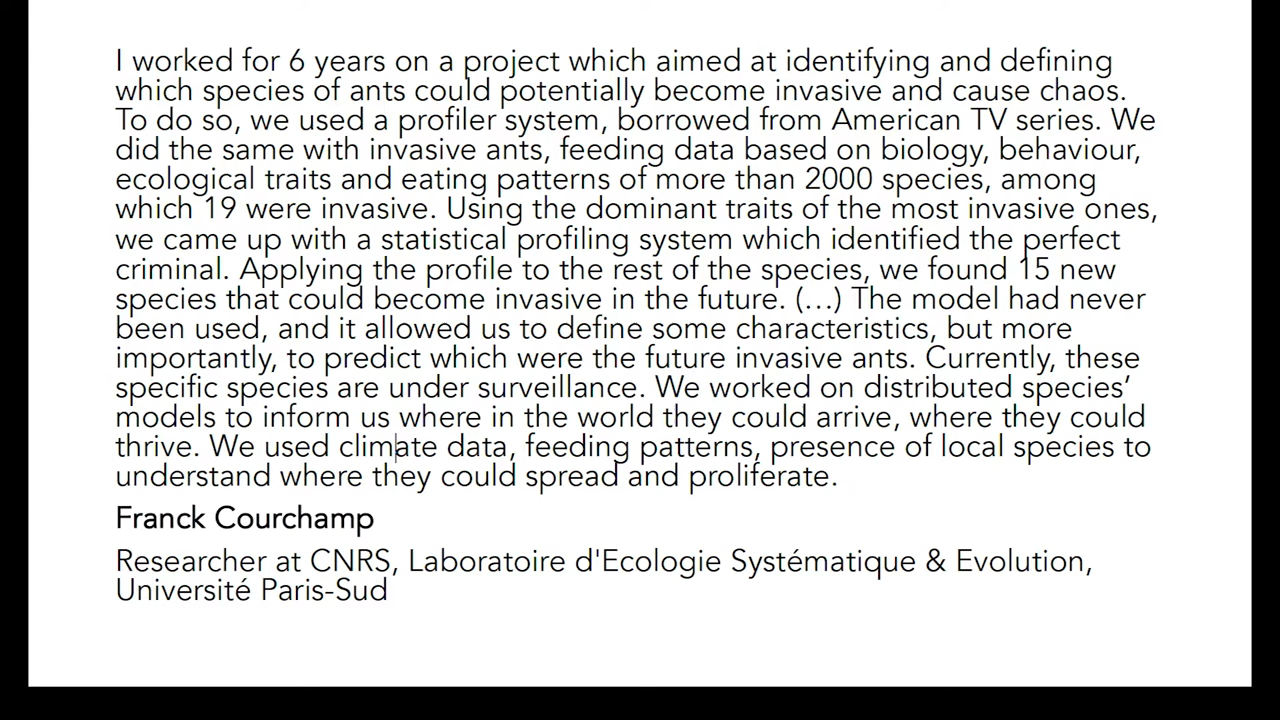 I worked for 6 years on a project which aimed at identifying and defining
which species of ants could potentially become invasive and cause chaos.
To do so, we used a profiler system, borrowed from American TV series. We
did the same with invasive ants, feeding data based on biology, behaviour,
ecological traits and eating patterns of more than 2000 species, among
which 19 were invasive. Using the dominant traits of the most invasive ones,
we came up with a statistical profiling system which identified the perfect
criminal. Applying the profile to the rest of the species, we found 15 new
species that could become invasive in the future. (…) The model had never
been used, and it allowed us to define some characteristics, but more
importantly, to predict which were the future invasive ants. Currently, these
specific species are under surveillance. We worked on distributed species’
models to inform us where in the world they could arrive, where they could
thrive. We used climate data, feeding patterns, presence of local species to
understand where they could spread and proliferate.
Franck Courchamp
Researcher at CNRS, Laboratoire d'Ecologie Systématique & Evolution,
Université Paris-Sud